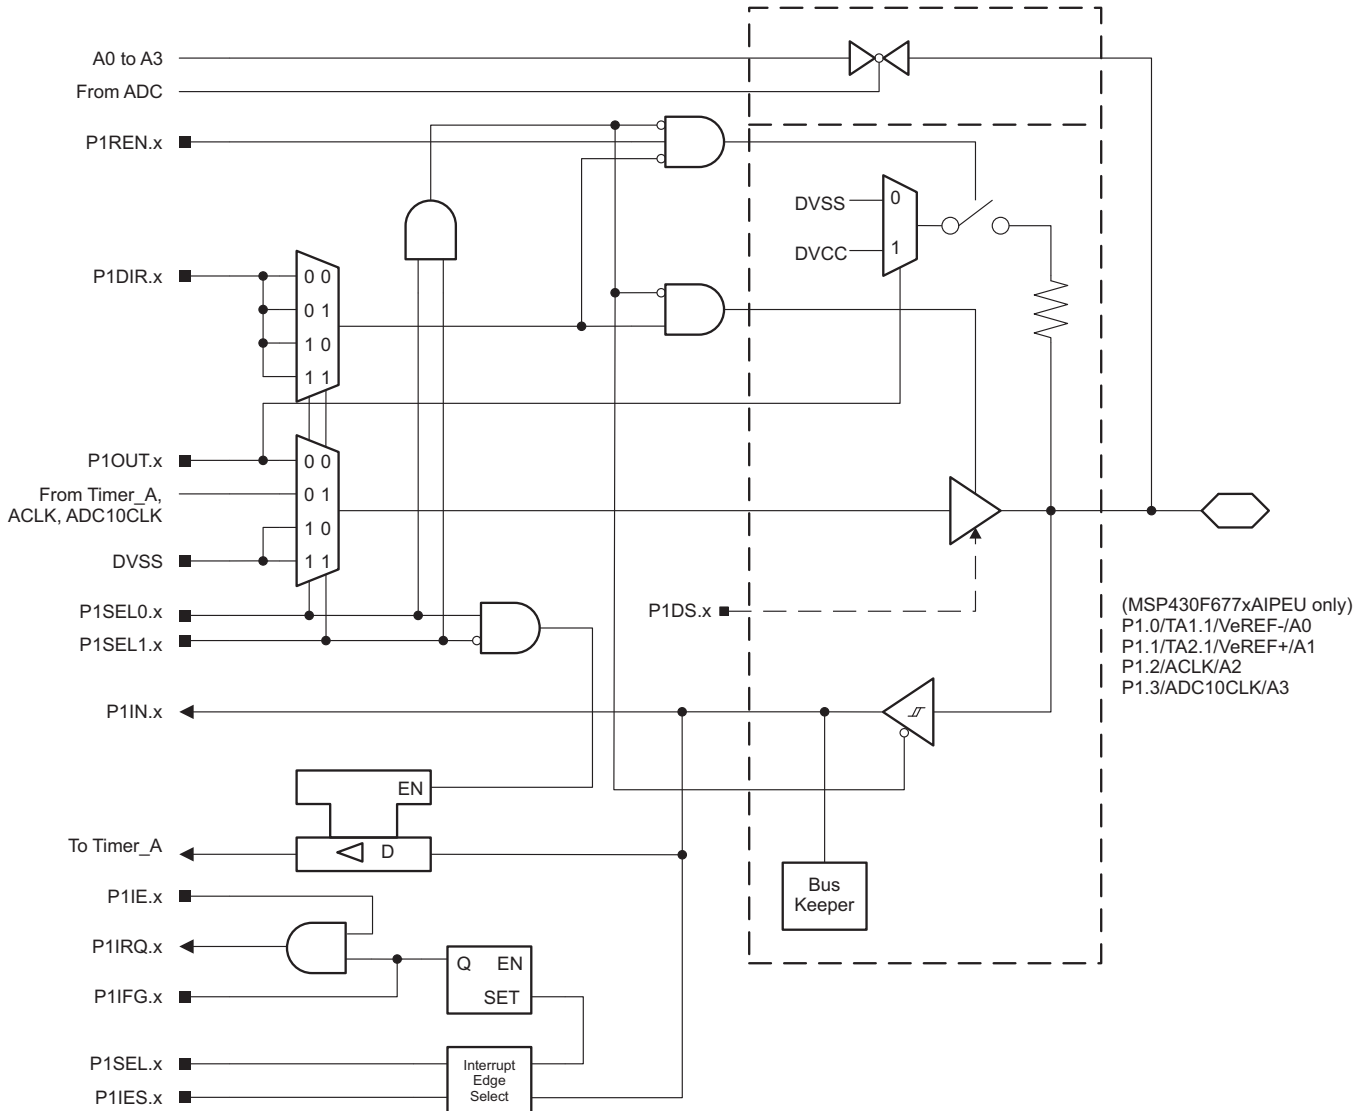 A0 to A3
From ADC
P1REN.x
DVSS
0
DVCC
1
P1DIR.x
0 0
0 1
1 0
1 1
P1OUT.x
0 0
From Timer_A,
ACLK, ADC10CLK
0 1
1 0
DVSS
1 1
P1SEL0.x
P1SEL1.x
P1DS.x
(MSP430F677xAIPEU only)
P1.0/TA1.1/VeREF-/A0
P1.1/TA2.1/VeREF+/A1
P1.2/ACLK/A2
P1.3/ADC10CLK/A3
P1IN.x
EN
To Timer_A
D
Bus
Keeper
P1IE.x
P1IRQ.x
Q EN
SET
P1IFG.x
P1SEL.x
P1IES.x
Interrupt
Edge
Select